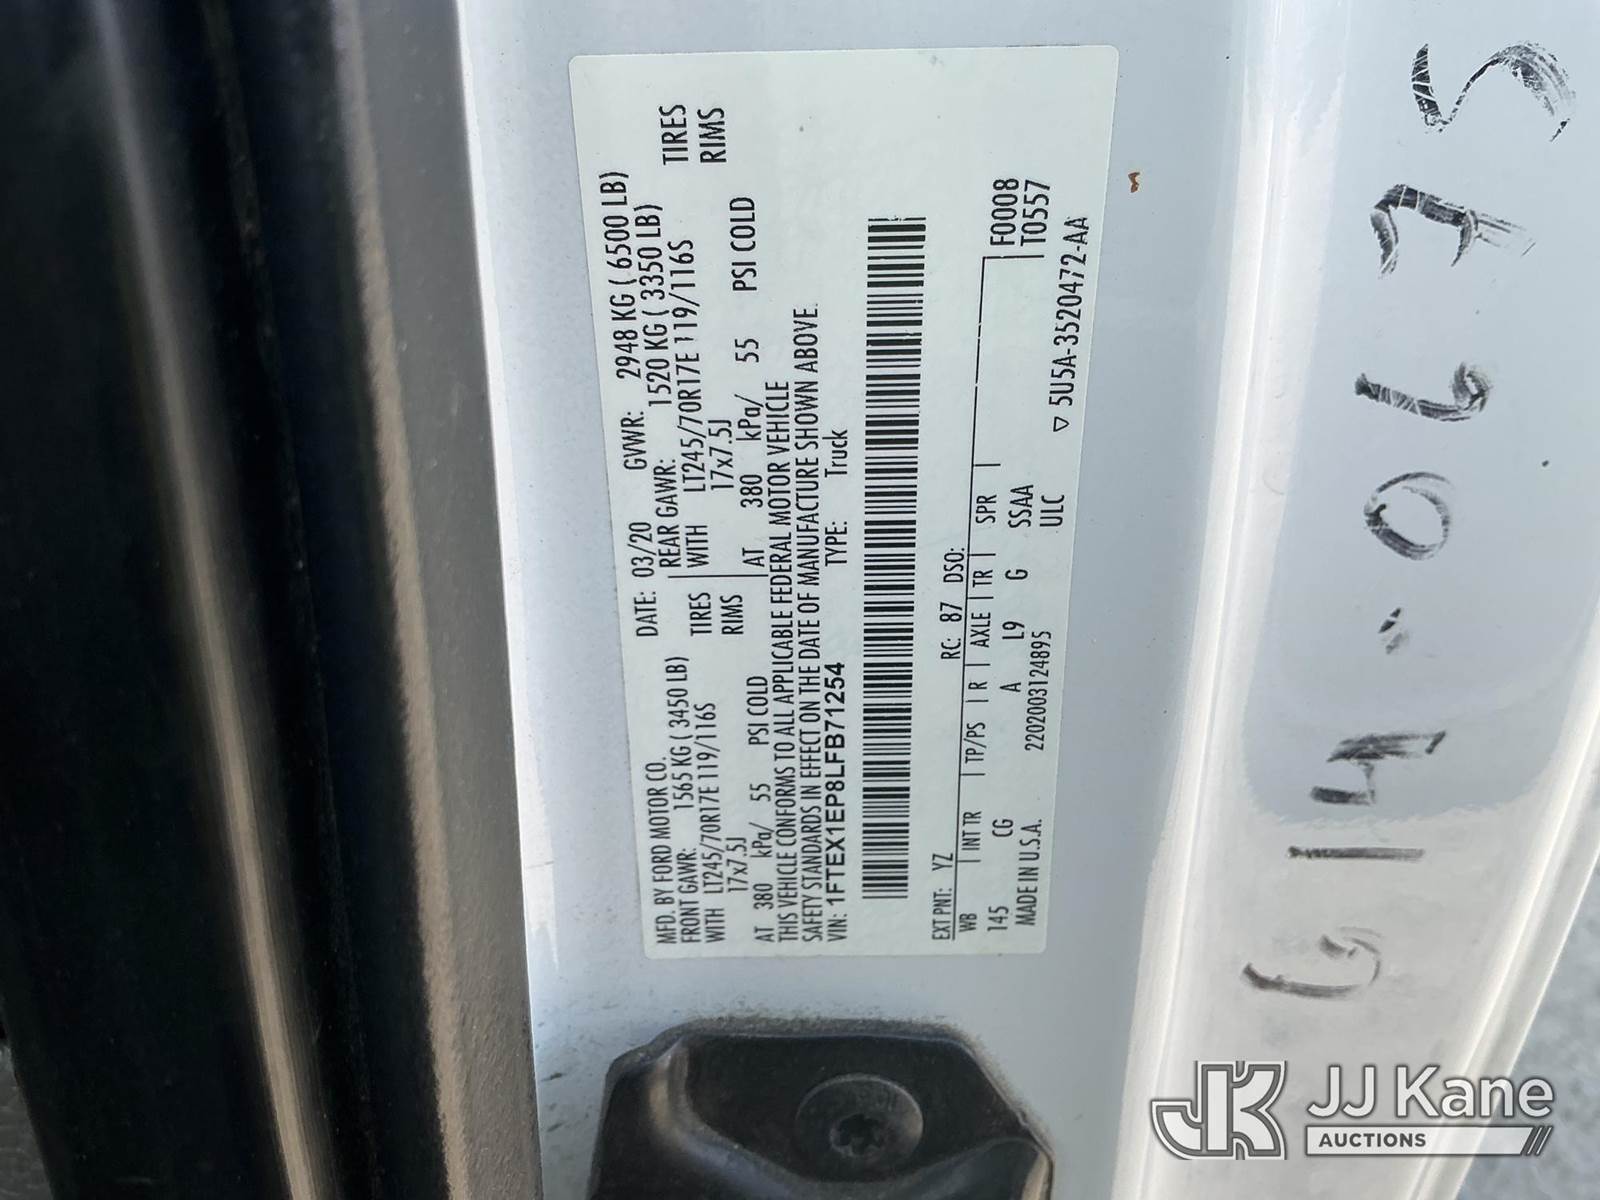 MFD. BY FORD MOTOR CO.
DATE: 03/20 GVWR: 2948 KG ( 6500 LB)
FRONT GAWR: 1565 KG ( 3450 LB) REAR GAWR: 1520 KG ( 3350 LB)
WITH LT245/70R17E 119/116S TIRES WITH LT245/70R17E 119/116S TIRES
17x7.5J RIMS 17x7.5J RIMS
AT 380 kPa/ 55 PSI COLD AT 380 kPa/ 55 PSI COLD
THIS VEHICLE CONFORMS TO ALL APPLICABLE FEDERAL MOTOR VEHICLE
SAFETY STANDARDS IN EFFECT ON THE DATE OF MANUFACTURE SHOWN ABOVE.
VIN: 1FTEX1EP8LFB71254 TYPE: Truck
EXT PNT: YZ RC: 87 DSO: F0008
WB INT TR TP/PS R AXLE TR SPR T0557
145 CG A L9 G SSAA
MADE IN U.S.A. 220200312​4895 ULC
▽ 5U5A-3520472-AA
G14-0675
JK JJ Kane
AUCTIONS